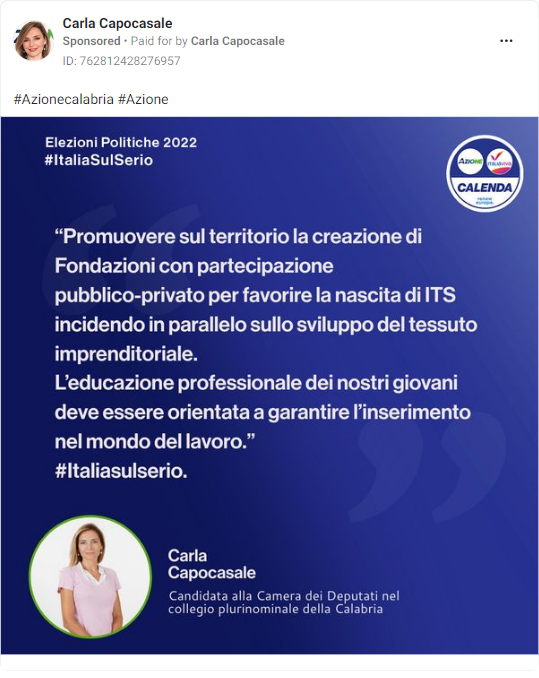 Carla Capocasale
Sponsored • Paid for by Carla Capocasale
ID: 762812428276957
#Azionecalabria #Azione
Elezioni Politiche 2022
#ItaliaSulSerio
AZIONE
ITALIA VIVA
CALENDA
renew europe.
“Promuovere sul territorio la creazione di
Fondazioni con partecipazione
pubblico-privato per favorire la nascita di ITS
incidendo in parallelo sullo sviluppo del tessuto
imprenditoriale.
L’educazione professionale dei nostri giovani
deve essere orientata a garantire l’inserimento
nel mondo del lavoro.”
#Italiasulserio.
Carla
Capocasale
Candidata alla Camera dei Deputati nel
collegio plurinominale della Calabria